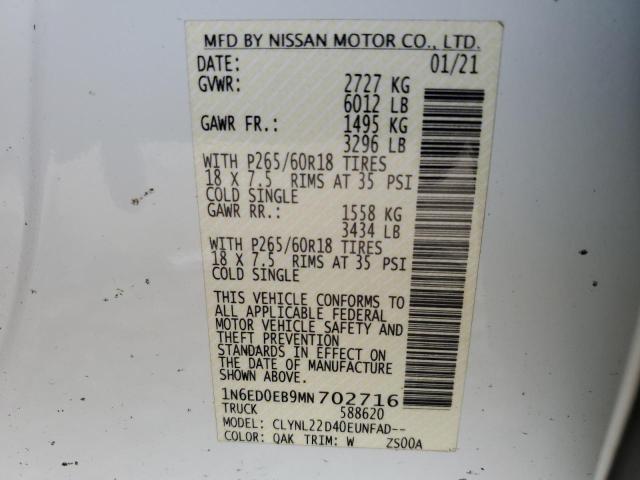 MFD BY NISSAN MOTOR CO., LTD.
DATE: 01/21
GVWR: 2727 KG
6012 LB
GAWR FR.: 1495 KG
3296 LB
WITH P265/60R18 TIRES
18 X 7.5 RIMS AT 35 PSI
COLD SINGLE
GAWR RR.: 1558 KG
3434 LB
WITH P265/60R18 TIRES
18 X 7.5 RIMS AT 35 PSI
COLD SINGLE
THIS VEHICLE CONFORMS TO
ALL APPLICABLE FEDERAL
MOTOR VEHICLE SAFETY AND
THEFT PREVENTION
STANDARDS IN EFFECT ON
THE DATE OF MANUFACTURE
SHOWN ABOVE.
1N6ED0EB9MN702716
TRUCK 588620
MODEL: CLYNL22D40EUNFAD--
COLOR: QAK TRIM: W ZS00A